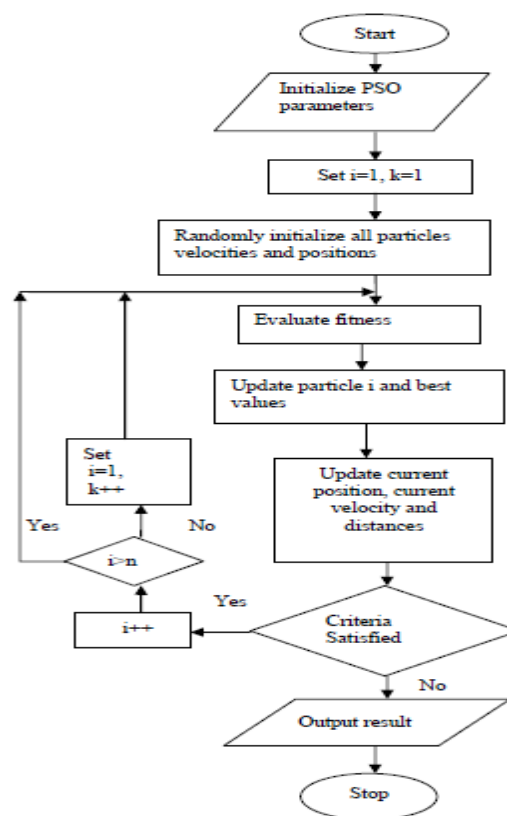 Start
Initialize PSO
parameters
Set i=1, k=1
Randomly initialize all particles
velocities and positions
Evaluate fitness
Update particle i and best
values
Set
i=1,
k++
Update current
position, current
velocity and
distances
Yes
No
i>n
i++
Yes
Criteria
Satisfied
No
Output result
Stop